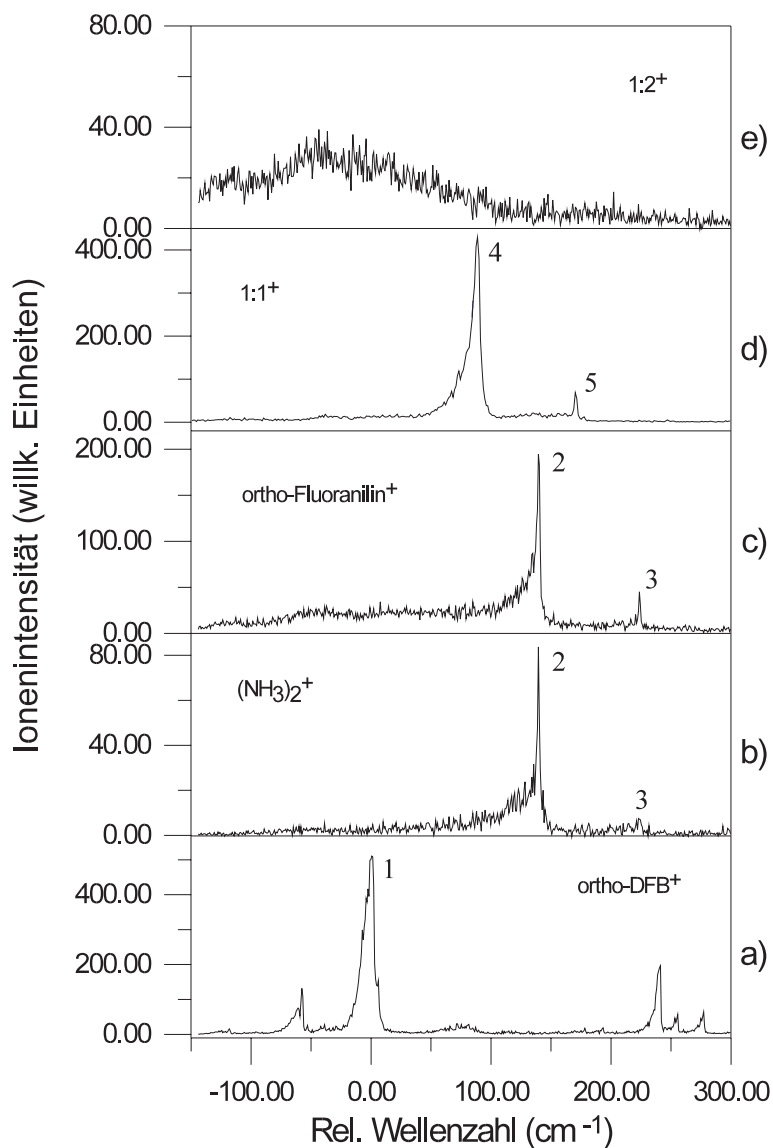 80.00
40.00
0.00
1:2+
e)
400.00
200.00
0.00
1:1+
4
5
d)
200.00
100.00
0.00
ortho-Fluoranilin+
2
3
c)
80.00
40.00
0.00
(NH3)2+
2
3
b)
400.00
200.00
0.00
1
ortho-DFB+
a)
-100.00 0.00 100.00 200.00 300.00
Rel. Wellenzahl (cm-1)
Ionenintensität (willk. Einheiten)